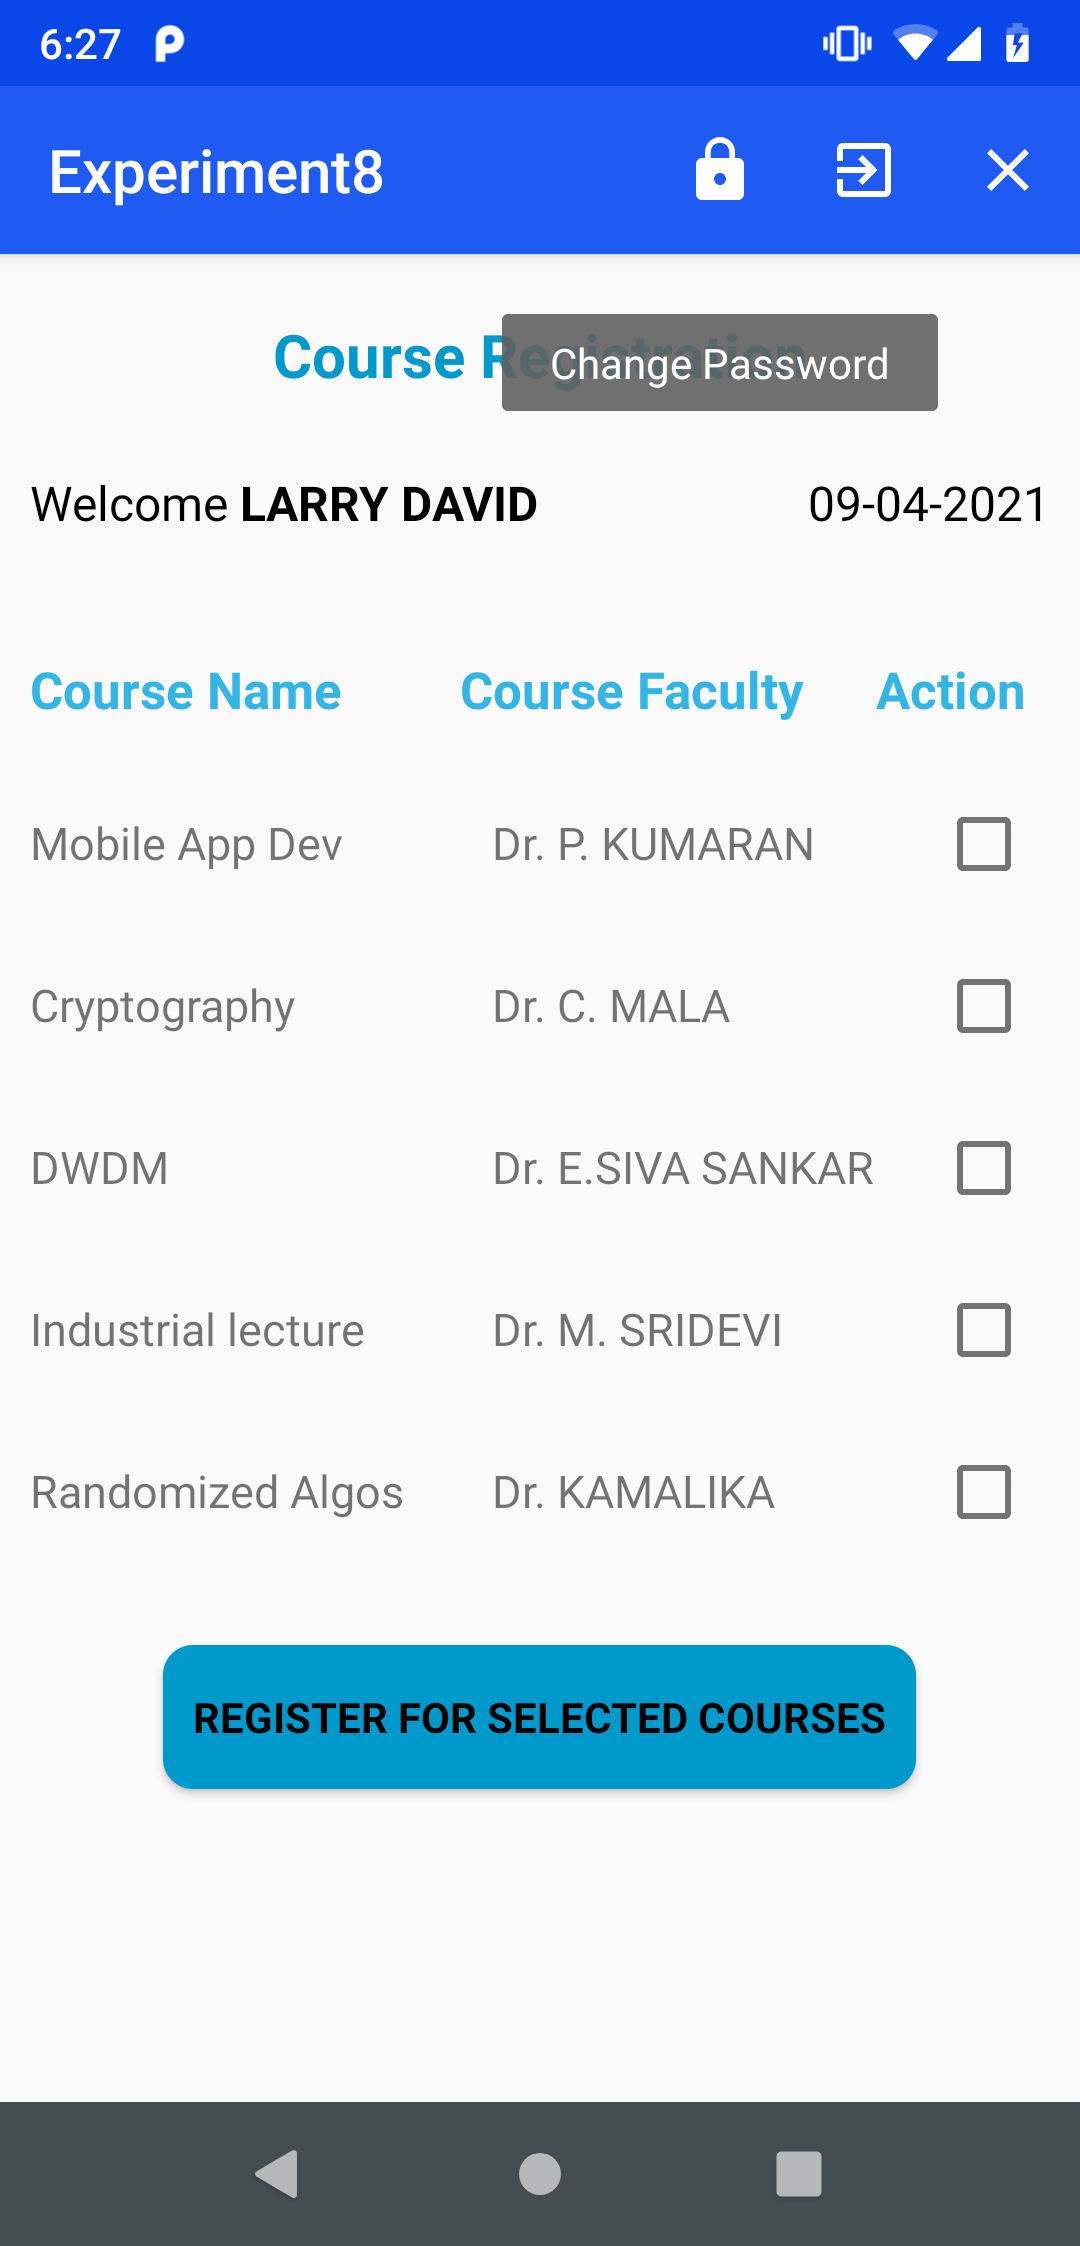 6:27
Experiment8
Course Registration
Change Password
Welcome LARRY DAVID 09-04-2021
Course Name Course Faculty Action
Mobile App Dev Dr. P. KUMARAN
Cryptography Dr. C. MALA
DWDM Dr. E.SIVA SANKAR
Industrial lecture Dr. M. SRIDEVI
Randomized Algos Dr. KAMALIKA
REGISTER FOR SELECTED COURSES